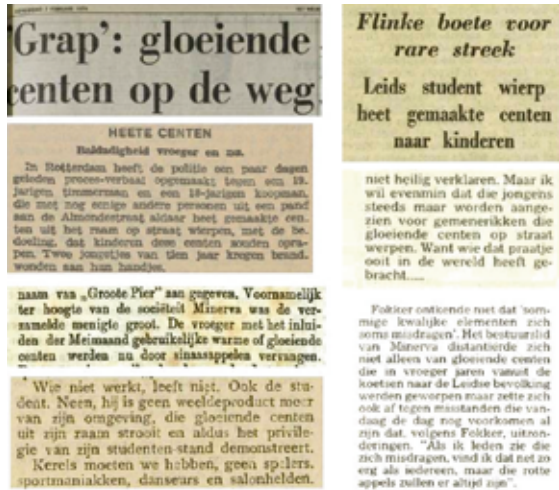 'Grap': gloeiende
centen op de weg
HEETE CENTEN
Baldadigheid vroeger en nu.
In Rotterdam heeft de politie een paar dagen
geleden proces-verbaal opgemaakt tegen een 19-
jarigen timmerman en een 18-jarigen koopman,
die met nog eenige andere personen uit een pand
aan de Almondestraat aldaar heet gemaakte cen-
ten uit het raam op straat wierpen, met de be-
doeling, dat kinderen deze centen zouden opra-
pen. Twee jongetjes van tien jaar kregen brand-
wonden aan hun handjes.
naam van „Groote Pier" aan gegeven. Voornamelijk
ter hoogte van de sociëteit Minerva was de ver-
zamelde menigte groot. De vroeger met het inlui-
den der Meimaand gebruikelijke warme of gloeiende
centen werden nu door sinaasappelen vervangen.
Wie niet werkt, leeft niet. Ook de stu-
dent. Neen, hij is geen weeldeproduct meer
van zijn omgeving, die gloeiende centen
uit zijn raam strooit en aldus het privile-
gie van zijn studenten-stand demonstreert.
Kerels moeten we hebben, geen spelers,
sportmaniakken, danseurs en salonhelden.
Flinke boete voor
rare streek
Leids student wierp
heet gemaakte centen
naar kinderen
niet heilig verklaren. Maar ik
wil evenmin dat die jongens
steeds maar worden aange-
zien voor gemenerikken die
gloeiende centen op straat
werpen. Want wie dat praatje
ooit in de wereld heeft ge-
bracht.....
Fokker ontkende niet dat 'som-
mige kwalijke elementen zich
soms misdragen'. Het bestuurslid
van Minerva distantieerde zich
niet alleen van gloeiende centen
die in vroeger jaren vanuit de
koetsen naar de Leidse bevolking
werden geworpen maar zette zich
ook af tegen misstanden die van-
daag de dag nog voorkomen al
zijn dat, volgens Fokker, uitzon-
deringen. "Als ik leden zie die
zich misdragen, vind ik dat net zo
erg als iedereen, maar die rotte
appels zullen er altijd zijn".